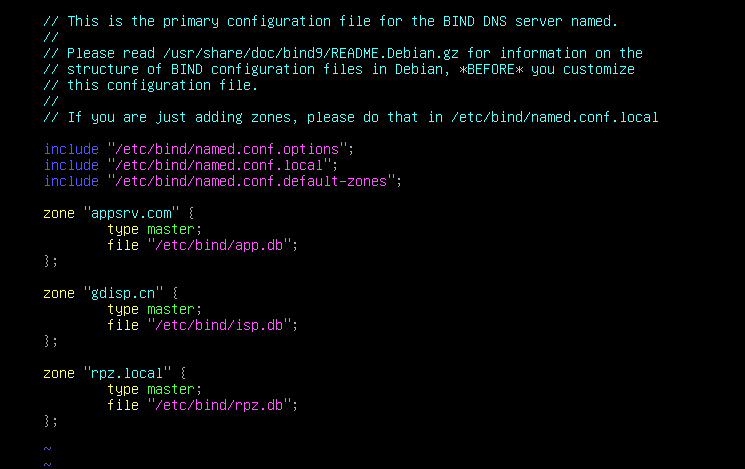 // This is the primary configuration file for the BIND DNS server named.
//
// Please read /usr/share/doc/bind9/README.Debian.gz for information on the
// structure of BIND configuration files in Debian, *BEFORE* you customize
// this configuration file.
//
// If you are just adding zones, please do that in /etc/bind/named.conf.local
include "/etc/bind/named.conf.options";
include "/etc/bind/named.conf.local";
include "/etc/bind/named.conf.default-zones";
zone "appsrv.com" {
        type master;
        file "/etc/bind/app.db";
};
zone "gdisp.cn" {
        type master;
        file "/etc/bind/isp.db";
};
zone "rpz.local" {
        type master;
        file "/etc/bind/rpz.db";
};
~
~